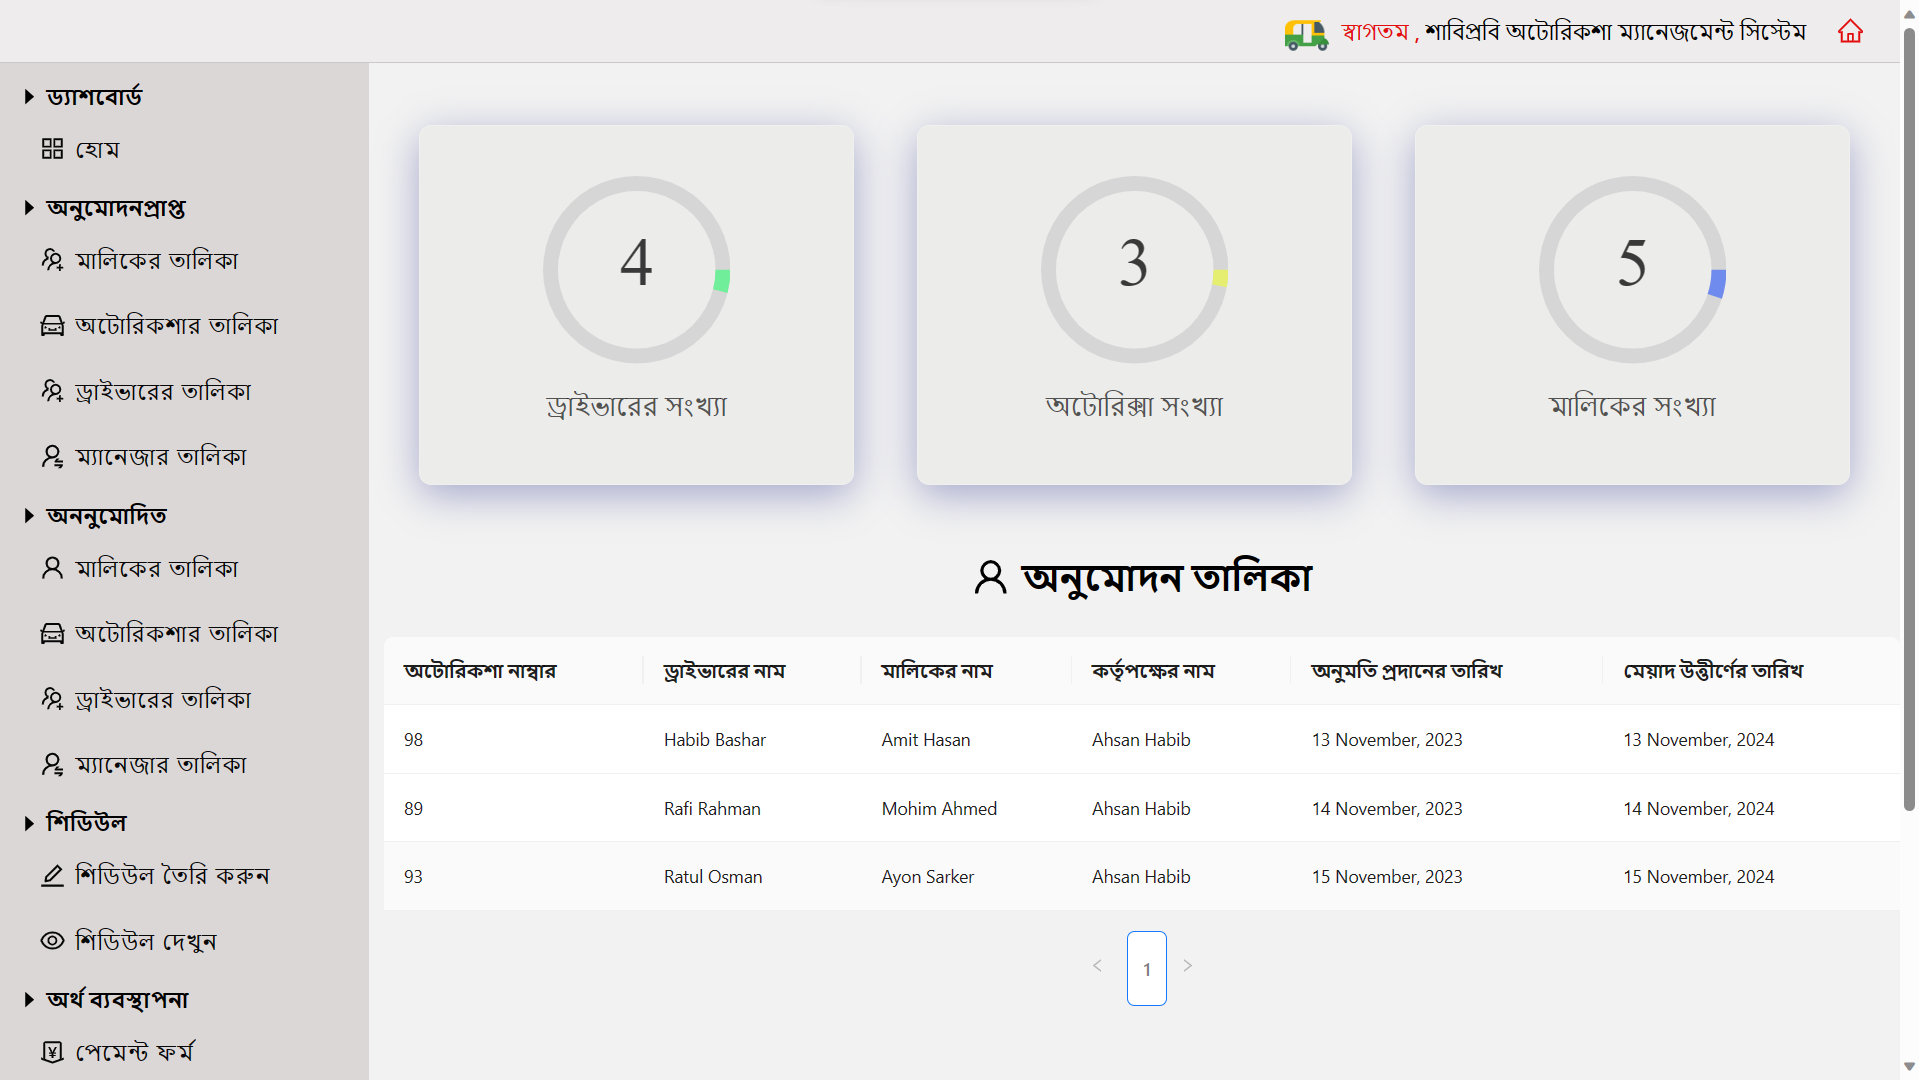 স্বাগতম , শাবিপ্রবি অটোরিকশা ম্যানেজমেন্ট সিস্টেম
ড্যাশবোর্ড
হোম
অনুমোদনপ্রাপ্ত
মালিকের তালিকা
অটোরিকশার তালিকা
ড্রাইভারের তালিকা
ম্যানেজার তালিকা
অননুমোদিত
মালিকের তালিকা
অটোরিকশার তালিকা
ড্রাইভারের তালিকা
ম্যানেজার তালিকা
শিডিউল
শিডিউল তৈরি করুন
শিডিউল দেখুন
অর্থ ব্যবস্থাপনা
পেমেন্ট ফর্ম
4
ড্রাইভারের সংখ্যা
3
অটোরিক্সা সংখ্যা
5
মালিকের সংখ্যা
অনুমোদন তালিকা
অটোরিকশা নাম্বার ড্রাইভারের নাম মালিকের নাম কর্তৃপক্ষের নাম অনুমতি প্রদানের তারিখ মেয়াদ উত্তীর্ণের তারিখ
98 Habib Bashar Amit Hasan Ahsan Habib 13 November, 2023 13 November, 2024
89 Rafi Rahman Mohim Ahmed Ahsan Habib 14 November, 2023 14 November, 2024
93 Ratul Osman Ayon Sarker Ahsan Habib 15 November, 2023 15 November, 2024
1